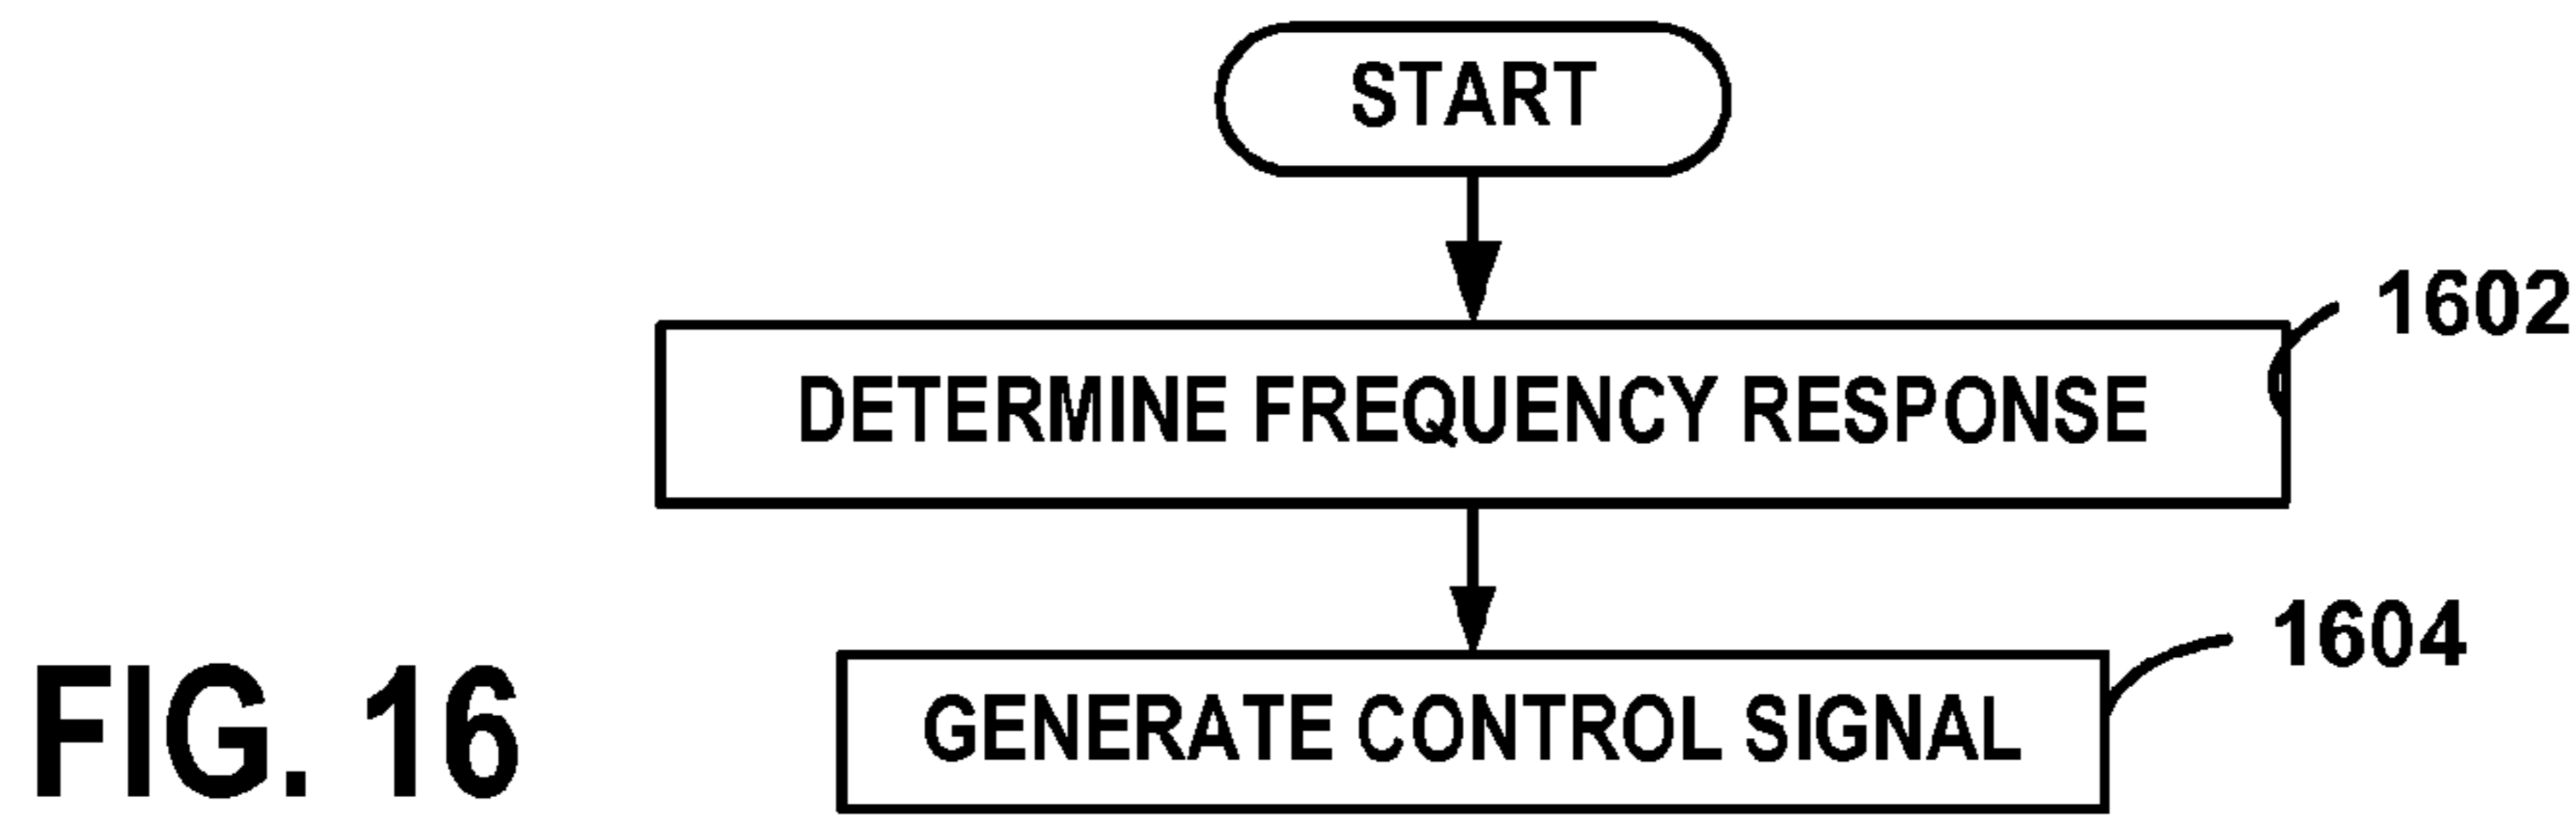 START
1602
DETERMINE FREQUENCY RESPONSE
1604
GENERATE CONTROL SIGNAL
FIG. 16